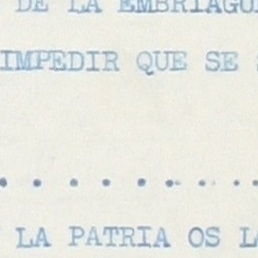 DE LA EMBRIAGU
IMPEDIR QUE SE
. . . . . . . . .
LA PATRIA OS L